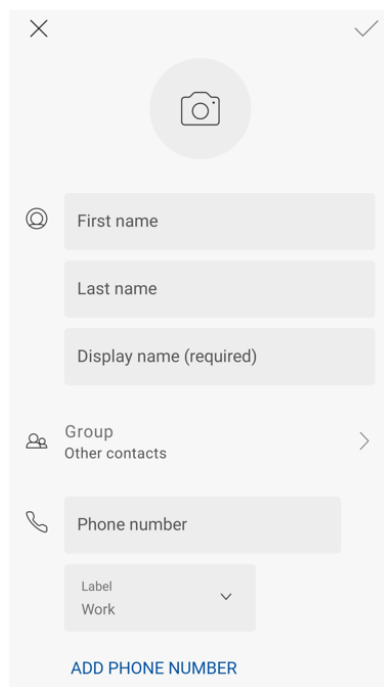 First name
Last name
Display name (required)
Group
Other contacts
Phone number
Label
Work
ADD PHONE NUMBER